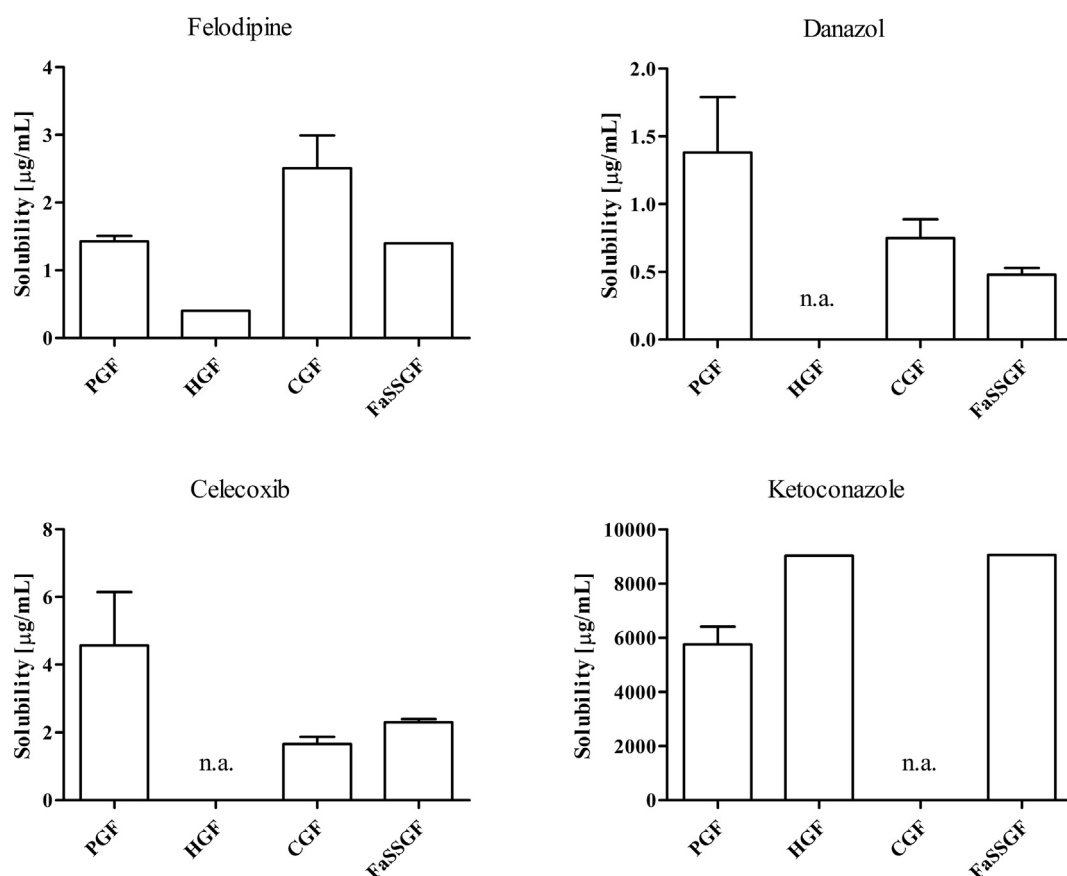 Felodipine
Solubility [µg/mL]
4
3
2
1
0
PGF
HGF
CGF
FaSSGF
Danazol
Solubility [µg/mL]
2.0
1.5
1.0
0.5
0.0
n.a.
PGF
HGF
CGF
FaSSGF
Celecoxib
Solubility [µg/mL]
8
6
4
2
0
n.a.
PGF
HGF
CGF
FaSSGF
Ketoconazole
Solubility [µg/mL]
10000
8000
6000
4000
2000
0
n.a.
PGF
HGF
CGF
FaSSGF